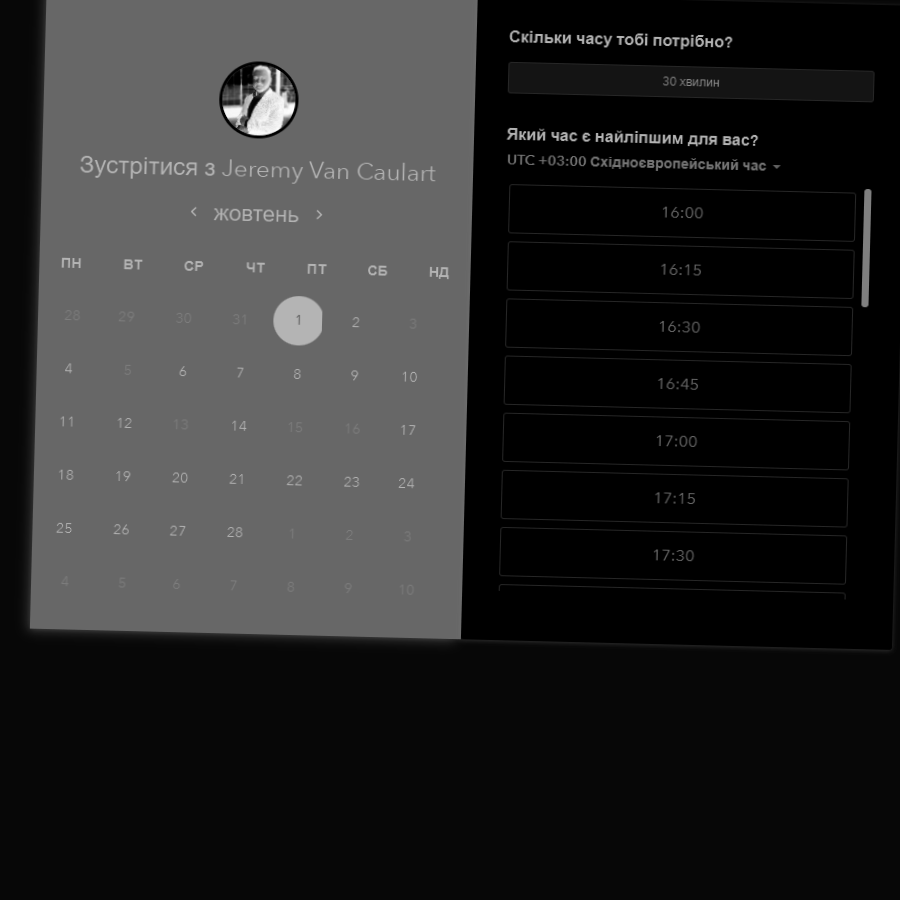 Зустрітися з Jeremy Van Caulart
жовтень
ПН ВТ СР ЧТ ПТ СБ НД
28 29 30 31 1 2 3
4 5 6 7 8 9 10
11 12 13 14 15 16 17
18 19 20 21 22 23 24
25 26 27 28 1 2 3
4 5 6 7 8 9 10
Скільки часу тобі потрібно?
30 хвилин
Який час є найліпшим для вас?
UTC +03:00 Східноєвропейський час
16:00
16:15
16:30
16:45
17:00
17:15
17:30